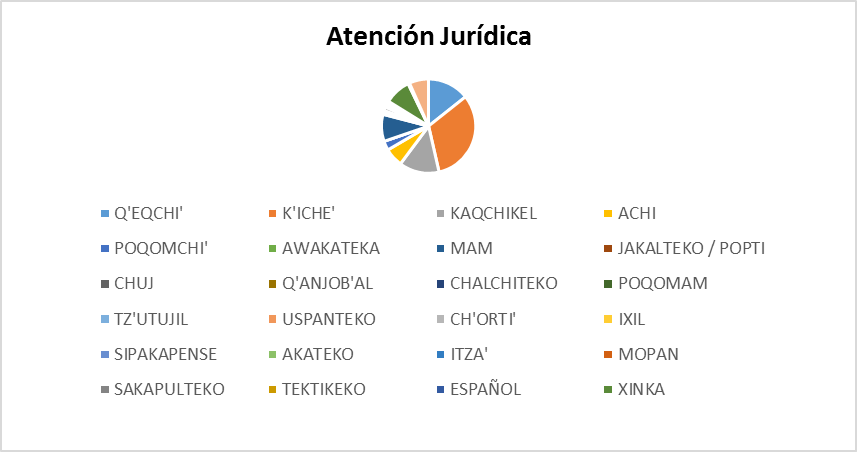 Atención Jurídica
Q'EQCHI' K'ICHE' KAQCHIKEL ACHI
POQOMCHI' AWAKATEKA MAM JAKALTEKO / POPTI
CHUJ Q'ANJOB'AL CHALCHITEKO POQOMAM
TZ'UTUJIL USPANTEKO CH'ORTI' IXIL
SIPAKAPENSE AKATEKO ITZA' MOPAN
SAKAPULTEKO TEKTIKEKO ESPAÑOL XINKA